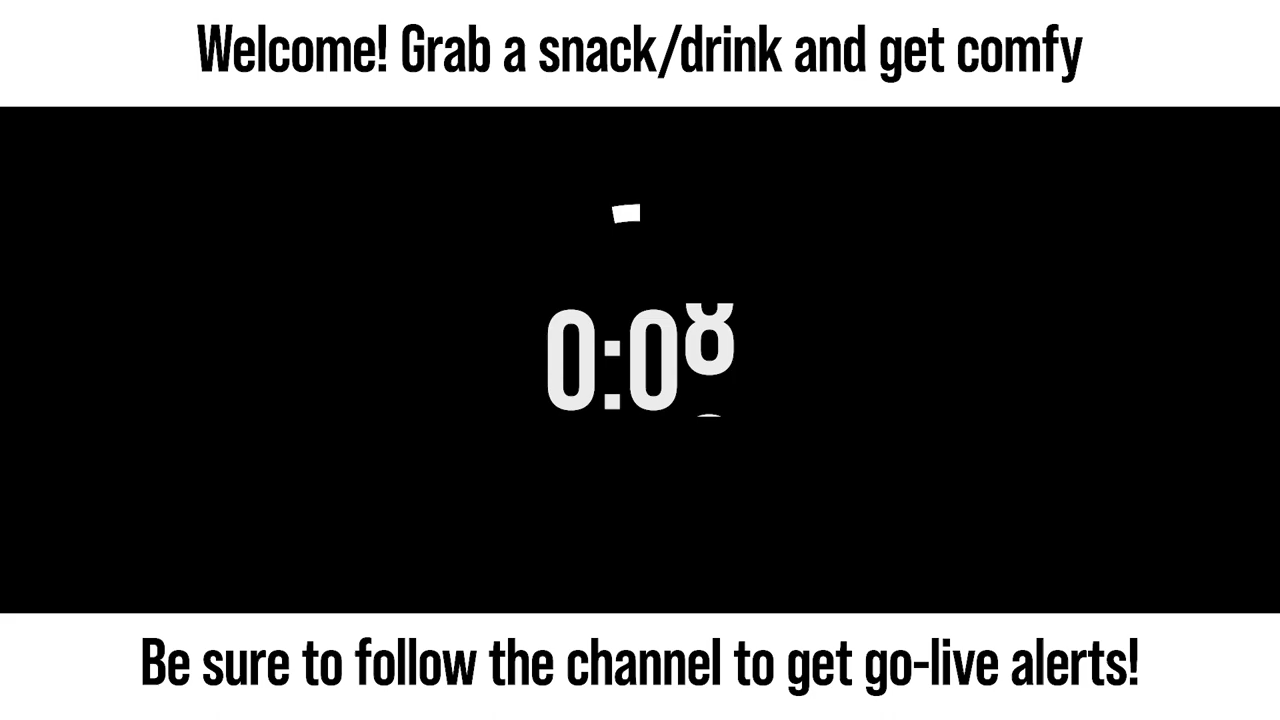 Welcome! Grab a snack/drink and get comfy
0:08
Be sure to follow the channel to get go-live alerts!